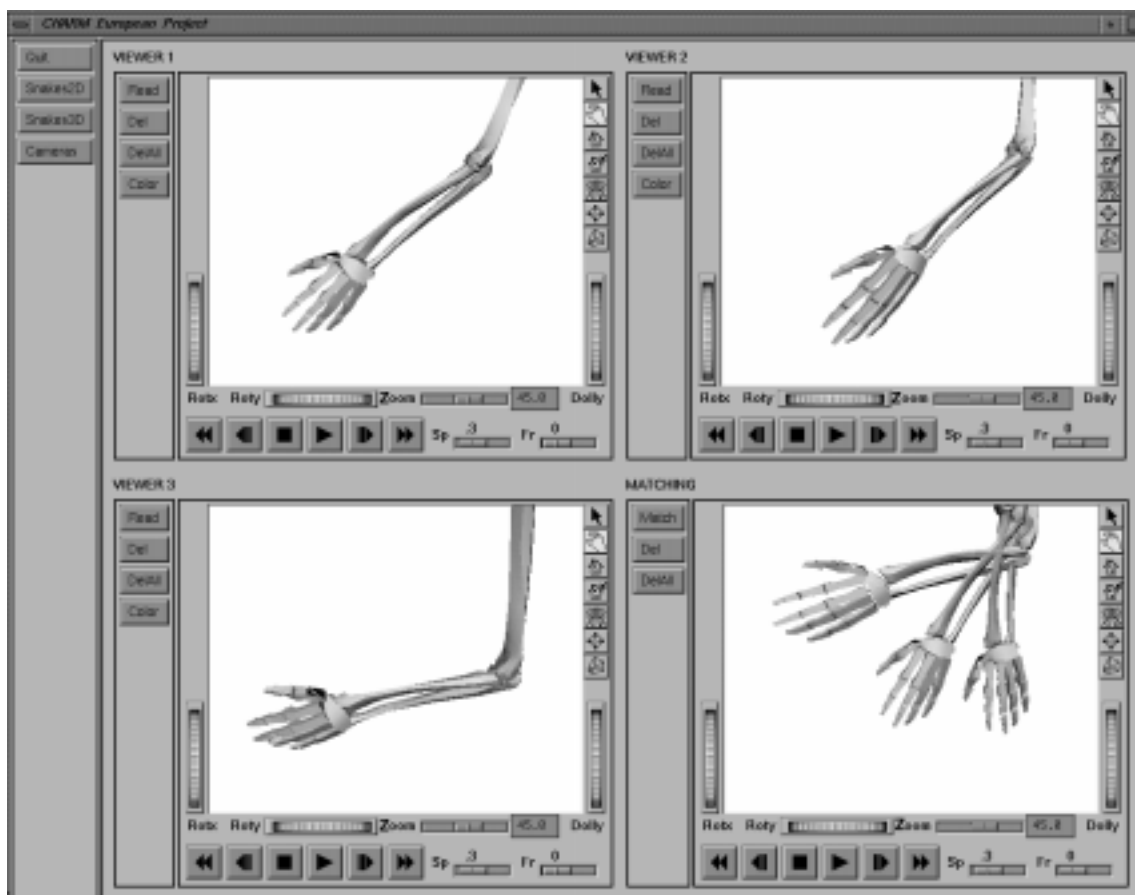 CHARM European Project
Quit
Snakes2D
Snakes3D
Cameras
VIEWER 1
Read
Del
DelAll
Color
Rotx Roty Zoom 45.0 Dolly
Sp .3 Fr 0
VIEWER 2
Read
Del
DelAll
Color
Rotx Roty Zoom 45.0 Dolly
Sp .3 Fr 0
VIEWER 3
Read
Del
DelAll
Color
Rotx Roty Zoom 45.0 Dolly
Sp .3 Fr 0
MATCHING
Match
Del
DelAll
Rotx Roty Zoom 45.0 Dolly
Sp .3 Fr 0